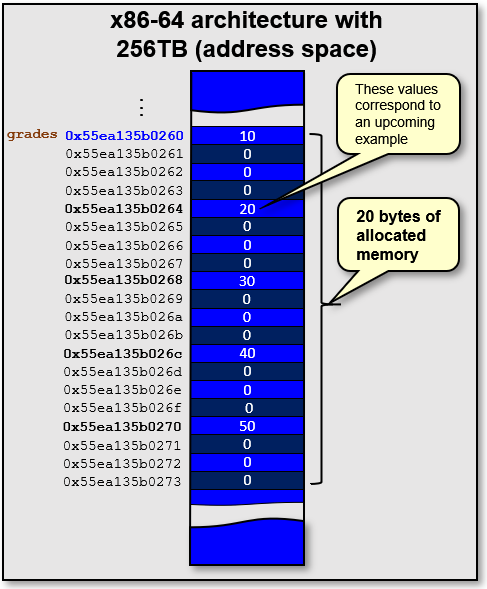 x86-64 architecture with
256TB (address space)
These values
correspond to
an upcoming
example
grades 0x55ea135b0260 10
0x55ea135b0261 0
0x55ea135b0262 0
0x55ea135b0263 0
0x55ea135b0264 20
0x55ea135b0265 0
0x55ea135b0266 0
0x55ea135b0267 0
20 bytes of
allocated
memory
0x55ea135b0268 30
0x55ea135b0269 0
0x55ea135b026a 0
0x55ea135b026b 0
0x55ea135b026c 40
0x55ea135b026d 0
0x55ea135b026e 0
0x55ea135b026f 0
0x55ea135b0270 50
0x55ea135b0271 0
0x55ea135b0272 0
0x55ea135b0273 0